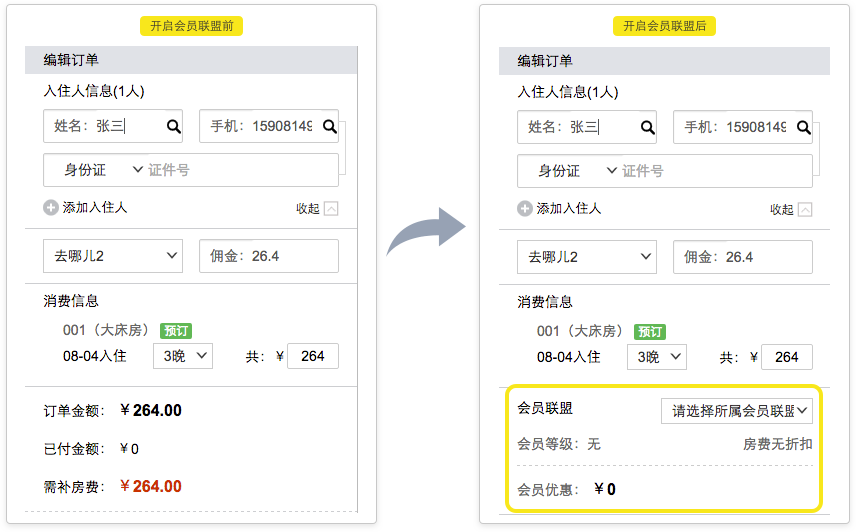 开启会员联盟前
编辑订单
入住人信息(1人)
姓名：张三 手机：15908149
身份证 证件号
添加入住人 收起
去哪儿2 佣金：26.4
消费信息
001（大床房） 预订
08-04入住 3晚 共：¥ 264
订单金额：¥264.00
已付金额：¥0
需补房费：¥264.00
开启会员联盟后
编辑订单
入住人信息(1人)
姓名：张三 手机：15908149
身份证 证件号
添加入住人 收起
去哪儿2 佣金：26.4
消费信息
001（大床房） 预订
08-04入住 3晚 共：¥ 264
会员联盟 请选择所属会员联盟
会员等级：无 房费无折扣
会员优惠：¥0